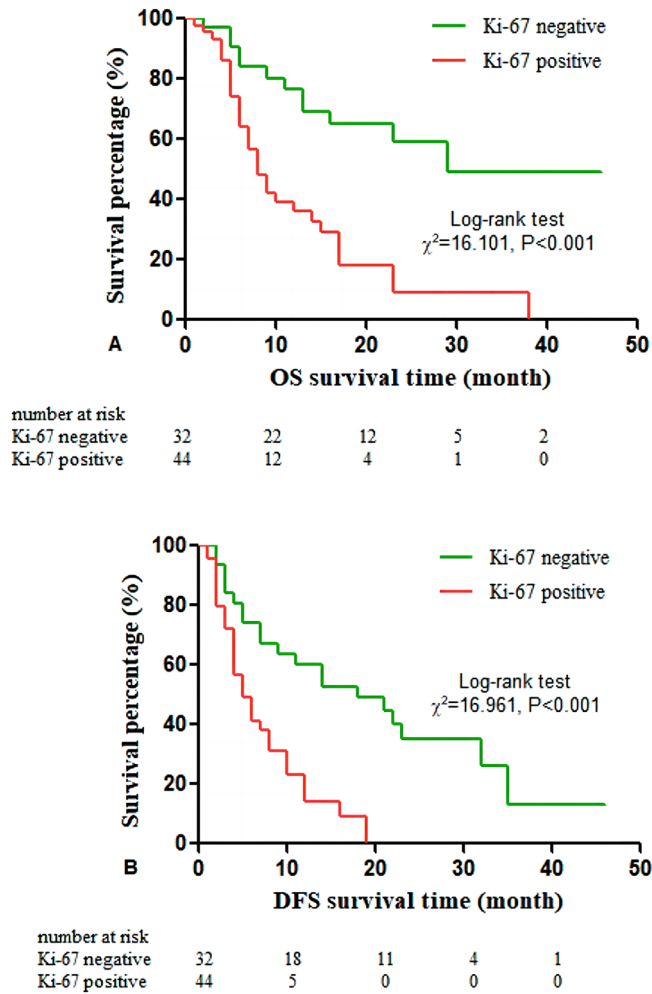 Ki-67 negative
Ki-67 positive
Survival percentage (%)
100
80
60
40
20
0
Log-rank test
χ²=16.101, P<0.001
0 10 20 30 40 50
A
OS survival time (month)
number at risk
Ki-67 negative 32 22 12 5 2
Ki-67 positive 44 12 4 1 0
Ki-67 negative
Ki-67 positive
Survival percentage (%)
100
80
60
40
20
0
Log-rank test
χ²=16.961, P<0.001
0 10 20 30 40 50
B
DFS survival time (month)
number at risk
Ki-67 negative 32 18 11 4 1
Ki-67 positive 44 5 0 0 0